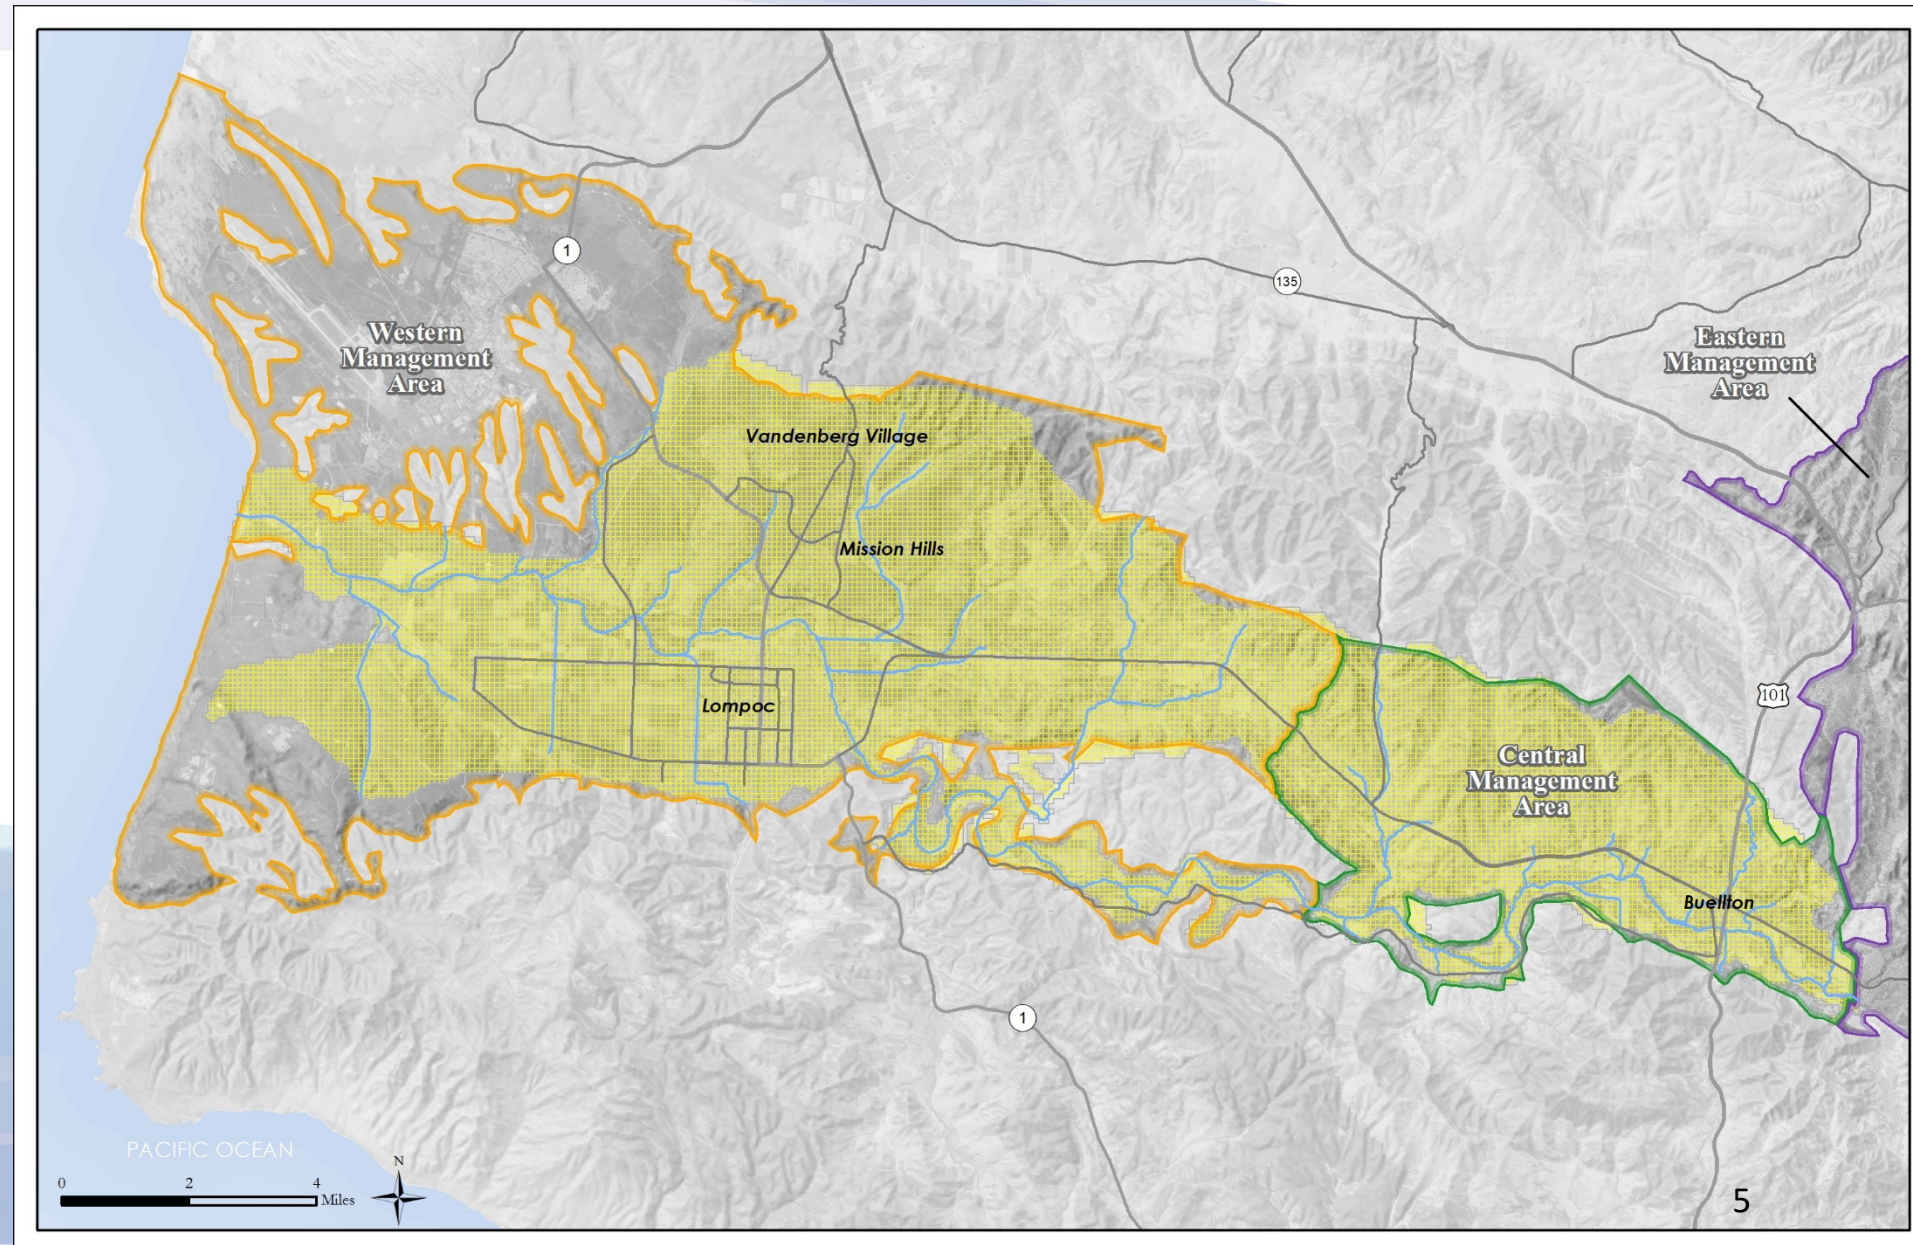 1
135
Western
Management
Area
Eastern
Management
Area
Vandenberg Village
Mission Hills
101
Lompoc
Central
Management
Area
Buellton
1
PACIFIC OCEAN
N
0 2 4
Miles
5